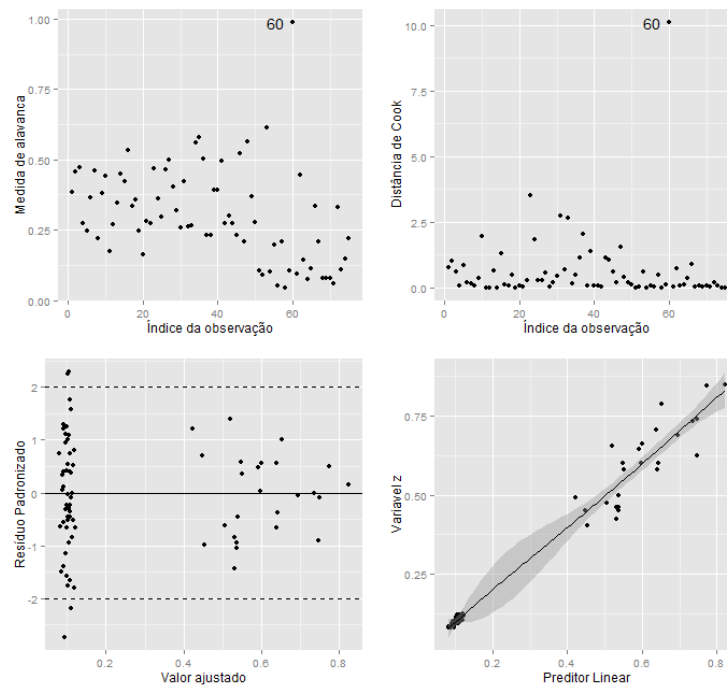 60
1.00
0.75
0.50
0.25
0.00
Medida de alavanca
0 20 40 60
Índice da observação
60
10.0
7.5
5.0
2.5
0.0
Distância de Cook
0 20 40 60
Índice da observação
2
1
0
-1
-2
Resíduo Padronizado
0.2 0.4 0.6 0.8
Valor ajustado
0.75
0.50
0.25
Variavel z
0.2 0.4 0.6 0.8
Preditor Linear